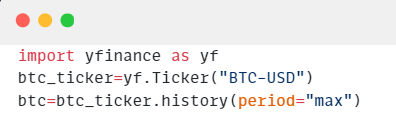 import yfinance as yf
btc_ticker=yf.Ticker("BTC-USD")
btc=btc_ticker.history(period="max")